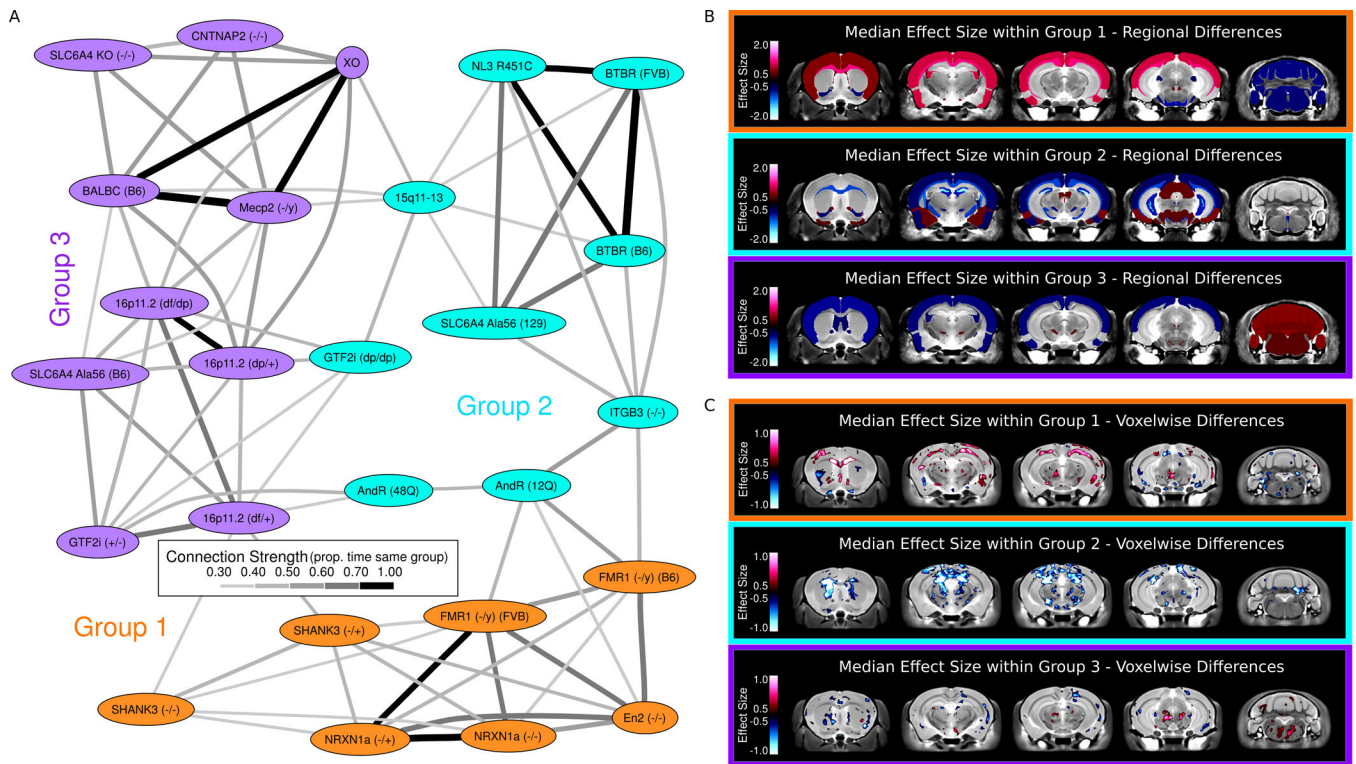 A
CNTNAP2 (-/-)
SLC6A4 KO (-/-)
XO
NL3 R451C
BTBR (FVB)
BALBC (B6)
Mecp2 (-/y)
15q11-13
BTBR (B6)
Group 3
16p11.2 (df/dp)
SLC6A4 Ala56 (129)
16p11.2 (dp/+)
GTF2i (dp/dp)
SLC6A4 Ala56 (B6)
Group 2
ITGB3 (-/-)
AndR (48Q)
AndR (12Q)
16p11.2 (df/+)
GTF2i (+/-)
Connection Strength (prop. time same group)
0.30 0.40 0.50 0.60 0.70 1.00
FMR1 (-/y) (B6)
Group 1
SHANK3 (-/+)
FMR1 (-/y) (FVB)
SHANK3 (-/-)
En2 (-/-)
NRXN1a (-/+)
NRXN1a (-/-)
B
Median Effect Size within Group 1 - Regional Differences
Effect Size
2.0
0.5
-0.5
-2.0
Median Effect Size within Group 2 - Regional Differences
Effect Size
2.0
0.5
-0.5
-2.0
Median Effect Size within Group 3 - Regional Differences
Effect Size
2.0
0.5
-0.5
-2.0
C
Median Effect Size within Group 1 - Voxelwise Differences
Effect Size
1.0
0.5
-0.5
-1.0
Median Effect Size within Group 2 - Voxelwise Differences
Effect Size
1.0
0.5
-0.5
-1.0
Median Effect Size within Group 3 - Voxelwise Differences
Effect Size
1.0
0.5
-0.5
-1.0